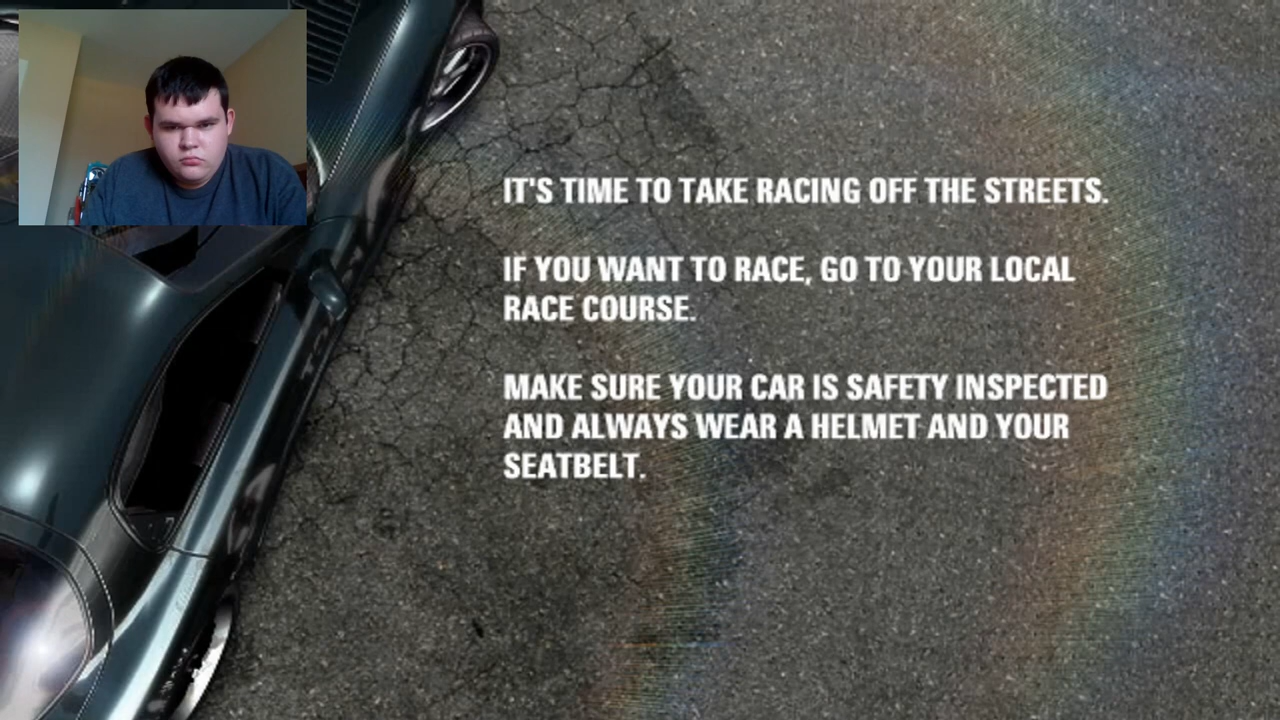 IT'S TIME TO TAKE RACING OFF THE STREETS.
IF YOU WANT TO RACE, GO TO YOUR LOCAL
RACE COURSE.
MAKE SURE YOUR CAR IS SAFETY INSPECTED
AND ALWAYS WEAR A HELMET AND YOUR
SEATBELT.